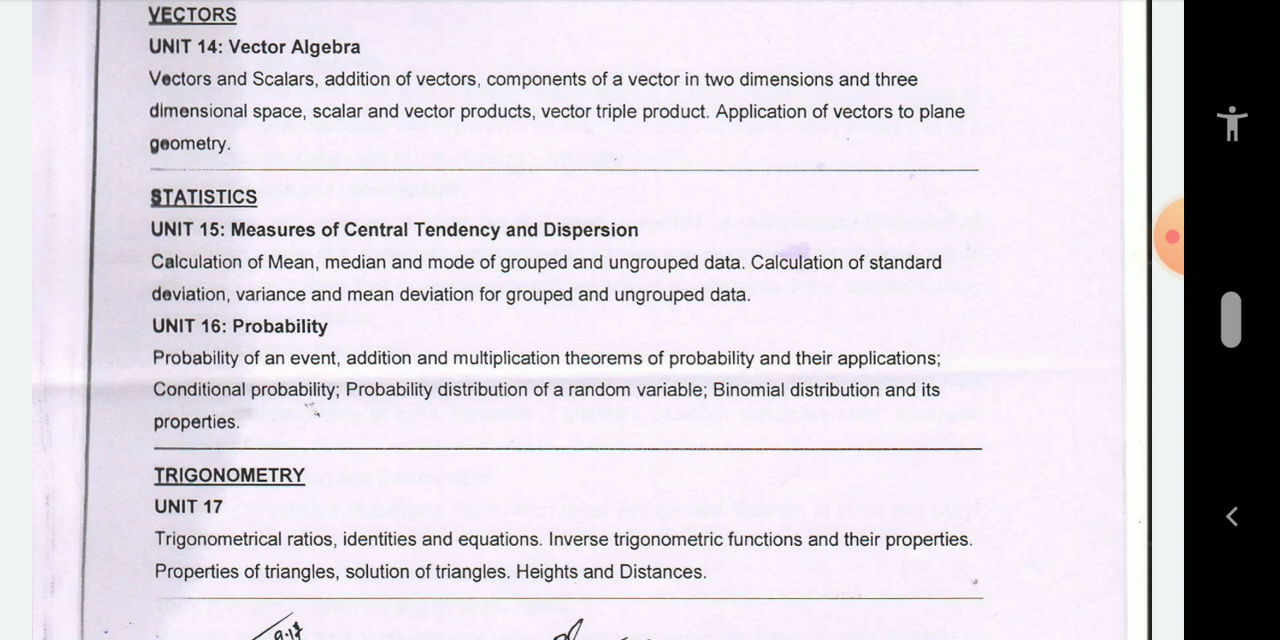 VECTORS
UNIT 14: Vector Algebra
Vectors and Scalars, addition of vectors, components of a vector in two dimensions and three
dimensional space, scalar and vector products, vector triple product. Application of vectors to plane
geometry.
STATISTICS
UNIT 15: Measures of Central Tendency and Dispersion
Calculation of Mean, median and mode of grouped and ungrouped data. Calculation of standard
deviation, variance and mean deviation for grouped and ungrouped data.
UNIT 16: Probability
Probability of an event, addition and multiplication theorems of probability and their applications;
Conditional probability; Probability distribution of a random variable; Binomial distribution and its
properties.
TRIGONOMETRY
UNIT 17
Trigonometrical ratios, identities and equations. Inverse trigonometric functions and their properties.
Properties of triangles, solution of triangles. Heights and Distances.